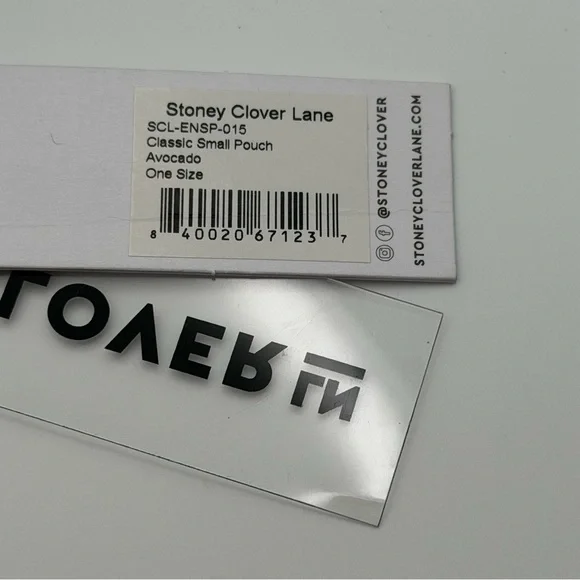 Stoney Clover Lane
SCL-ENSP-015
Classic Small Pouch
Avocado
One Size
8 40020 67123 7
@STONEYCLOVER
STONEYCLOVERLANE.COM
LOVER LN